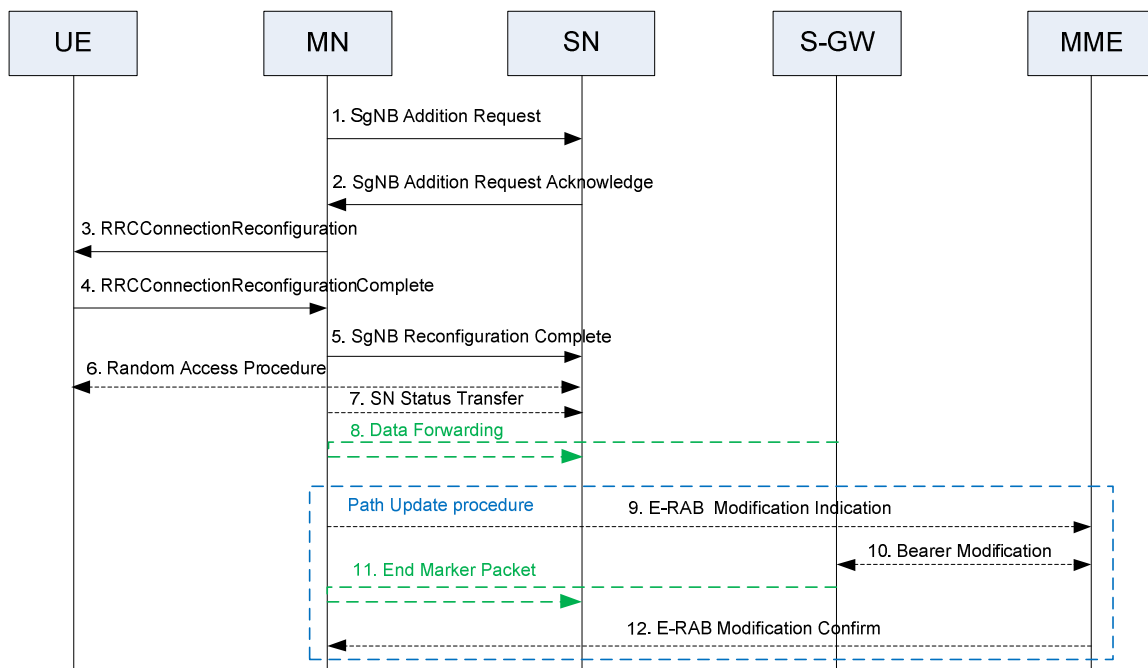 UE
MN
SN
S-GW
MME
1. SgNB Addition Request
2. SgNB Addition Request Acknowledge
3. RRCConnectionReconfiguration
4. RRCConnectionReconfigurationComplete
5. SgNB Reconfiguration Complete
6. Random Access Procedure
7. SN Status Transfer
8. Data Forwarding
Path Update procedure
9. E-RAB Modification Indication
10. Bearer Modification
11. End Marker Packet
12. E-RAB Modification Confirm